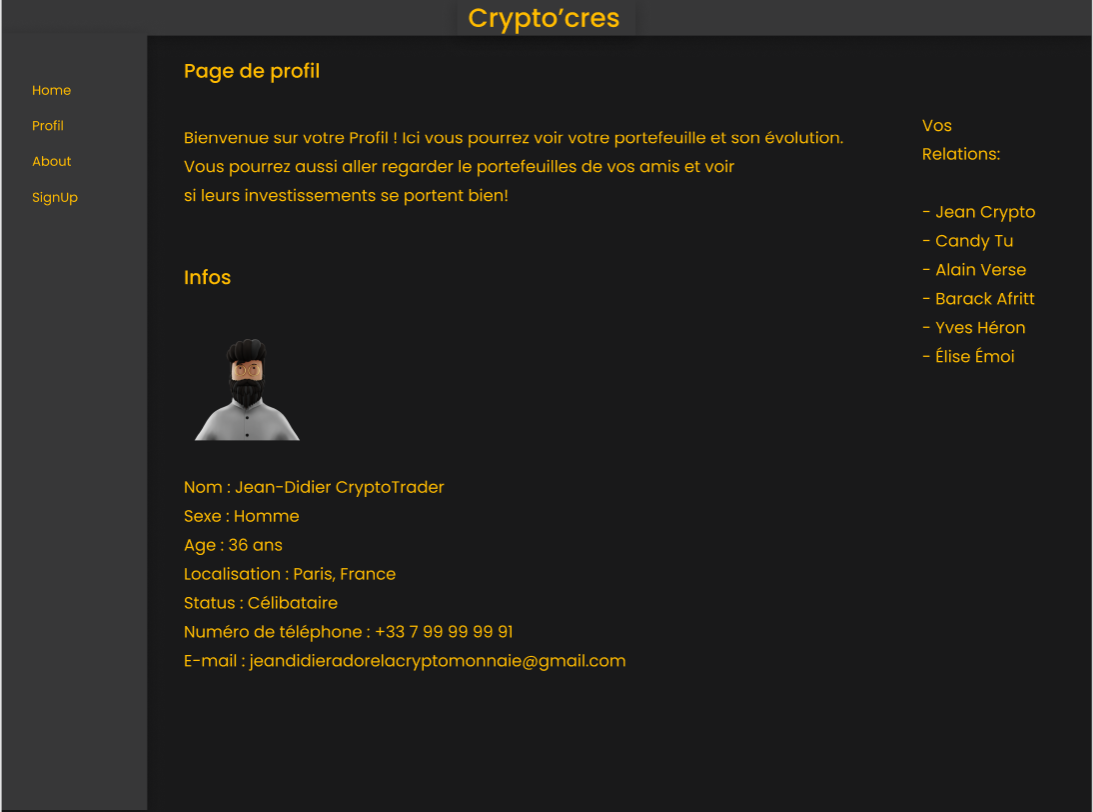 Crypto’cres
Home
Profil
About
SignUp
Page de profil
Bienvenue sur votre Profil ! Ici vous pourrez voir votre portefeuille et son évolution.
Vous pourrez aussi aller regarder le portefeuilles de vos amis et voir
si leurs investissements se portent bien!
Infos
Nom : Jean-Didier CryptoTrader
Sexe : Homme
Age : 36 ans
Localisation : Paris, France
Status : Célibataire
Numéro de téléphone : +33 7 99 99 99 91
E-mail : jeandidieradorelacryptomonnaie@gmail.com
Vos
Relations:
- Jean Crypto
- Candy Tu
- Alain Verse
- Barack Afritt
- Yves Héron
- Élise Émoi